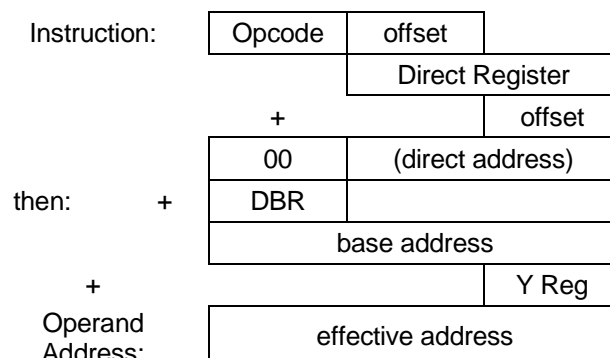 Instruction: Opcode offset
Direct Register
+ offset
00 (direct address)
then: + DBR
base address
+ Y Reg
Operand
Address: effective address